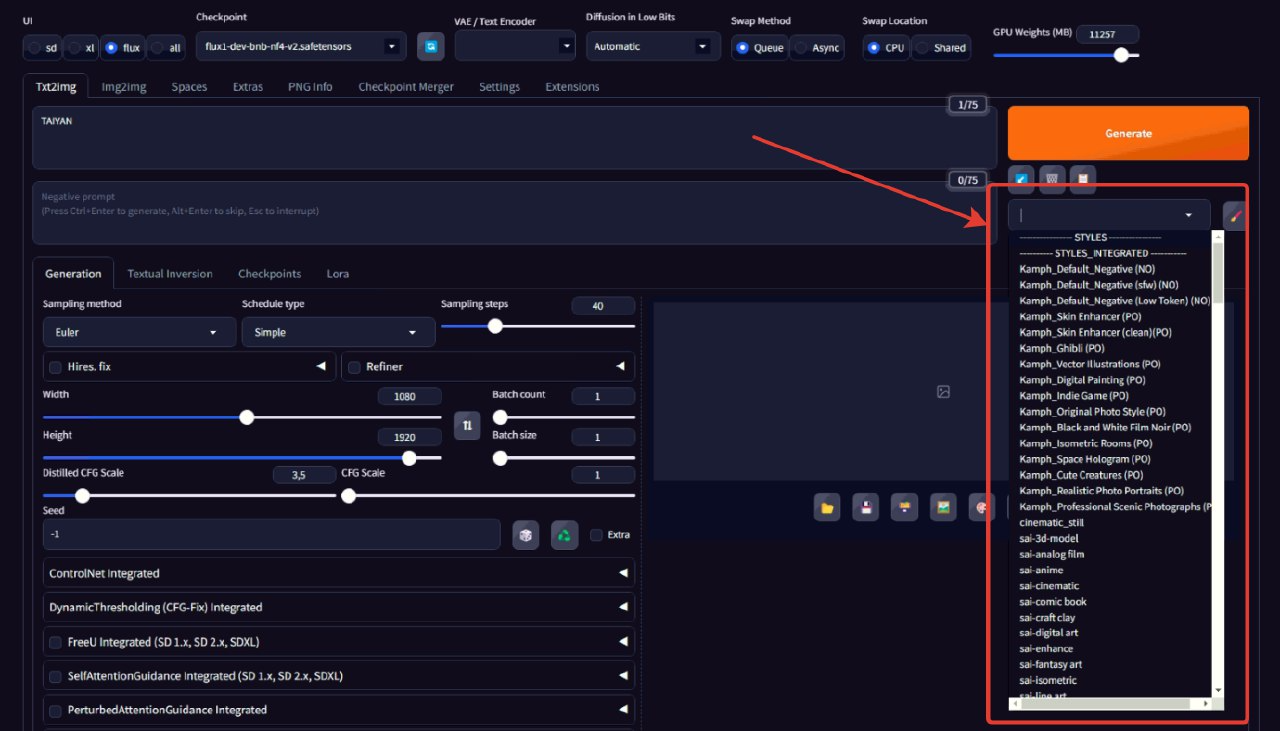 UI
Checkpoint
VAE / Text Encoder
Diffusion in Low Bits
Swap Method
Swap Location
GPU Weights (MB)
11257
sd
xl
flux
all
flux1-dev-bnb-nf4-v2.safetensors
Automatic
Queue
Async
CPU
Shared
Txt2img
Img2img
Spaces
Extras
PNG Info
Checkpoint Merger
Settings
Extensions
1/75
TAIYAN
Generate
0/75
Negative prompt
(Press Ctrl+Enter to generate, Alt+Enter to skip, Esc to interrupt)
Generation
Textual Inversion
Checkpoints
Lora
Sampling method
Schedule type
Sampling steps
40
Euler
Simple
Hires. fix
Refiner
Width
1080
Batch count
1
Height
1920
Batch size
1
Distilled CFG Scale
3,5
CFG Scale
1
Seed
-1
Extra
ControlNet Integrated
DynamicThresholding (CFG-Fix) Integrated
FreeU Integrated (SD 1.x, SD 2.x, SDXL)
SelfAttentionGuidance Integrated (SD 1.x, SD 2.x, SDXL)
PerturbedAttentionGuidance Integrated
---------------- STYLES ----------------
---------- STYLES_INTEGRATED -----------
Kamph_Default_Negative (NO)
Kamph_Default_Negative (sfw) (NO)
Kamph_Default_Negative (Low Token) (NO)
Kamph_Skin Enhancer (PO)
Kamph_Skin Enhancer (clean)(PO)
Kamph_Ghibli (PO)
Kamph_Vector Illustrations (PO)
Kamph_Digital Painting (PO)
Kamph_Indie Game (PO)
Kamph_Original Photo Style (PO)
Kamph_Black and White Film Noir (PO)
Kamph_Isometric Rooms (PO)
Kamph_Space Hologram (PO)
Kamph_Cute Creatures (PO)
Kamph_Realistic Photo Portraits (PO)
Kamph_Professional Scenic Photographs (P
cinematic_still
sai-3d-model
sai-analog film
sai-anime
sai-cinematic
sai-comic book
sai-craft clay
sai-digital art
sai-enhance
sai-fantasy art
sai-isometric
sai-line art